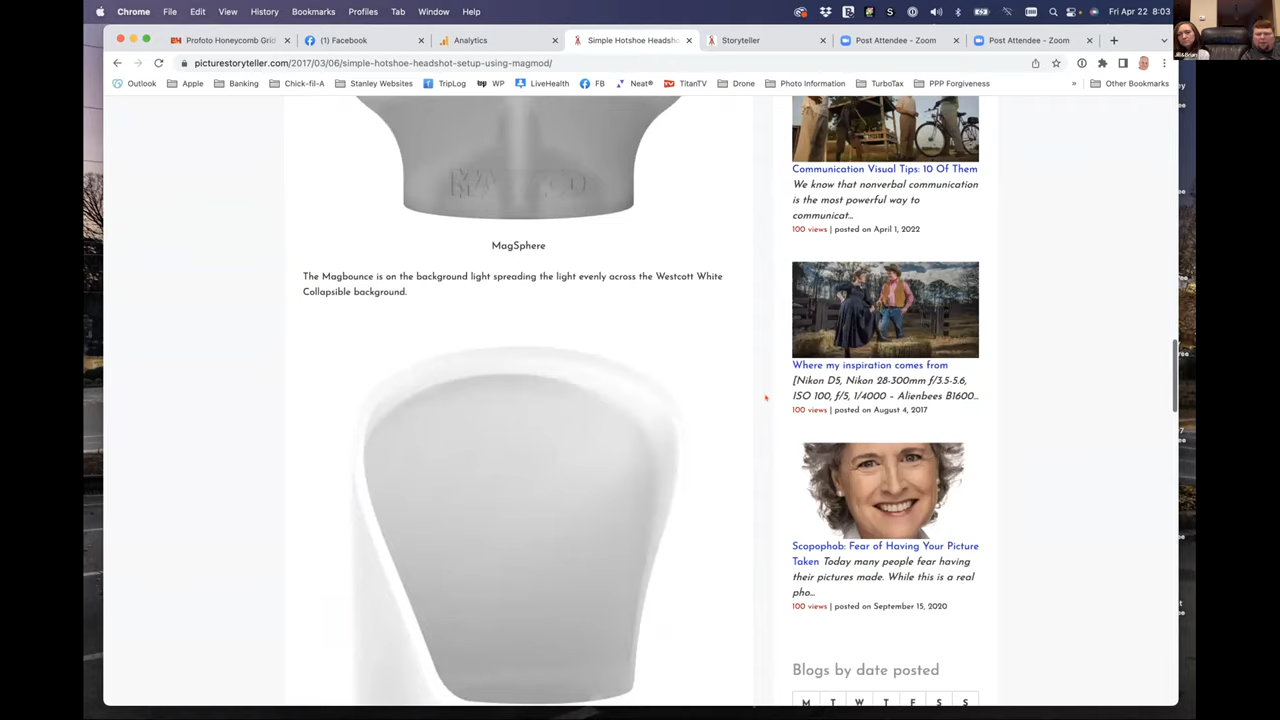 Chrome File Edit View History Bookmarks Profiles Tab Window Help
Fri Apr 22 8:03
Profoto Honeycomb Grid
(1) Facebook
Analytics
Simple Hotshoe Headsho
Storyteller
Post Attendee - Zoom
Post Attendee - Zoom
picturestoryteller.com/2017/03/06/simple-hotshoe-headshot-setup-using-magmod/
Outlook Apple Banking Chick-fil-A Stanley Websites TripLog WP LiveHealth FB Neat® TitanTV Drone Photo Information TurboTax PPP Forgiveness » Other Bookmarks
MagSphere
The Magbounce is on the background light spreading the light evenly across the Westcott White
Collapsible background.
Communication Visual Tips: 10 Of Them
We know that nonverbal communication
is the most powerful way to
communicat...
100 views | posted on April 1, 2022
Where my inspiration comes from
[Nikon D5, Nikon 28-300mm f/3.5-5.6,
ISO 100, ƒ/5, 1/4000 – Alienbees B1600...
100 views | posted on August 4, 2017
Scopophob: Fear of Having Your Picture
Taken Today many people fear having
their pictures made. While this is a real
pho...
100 views | posted on September 15, 2020
Blogs by date posted
M T W T F S S